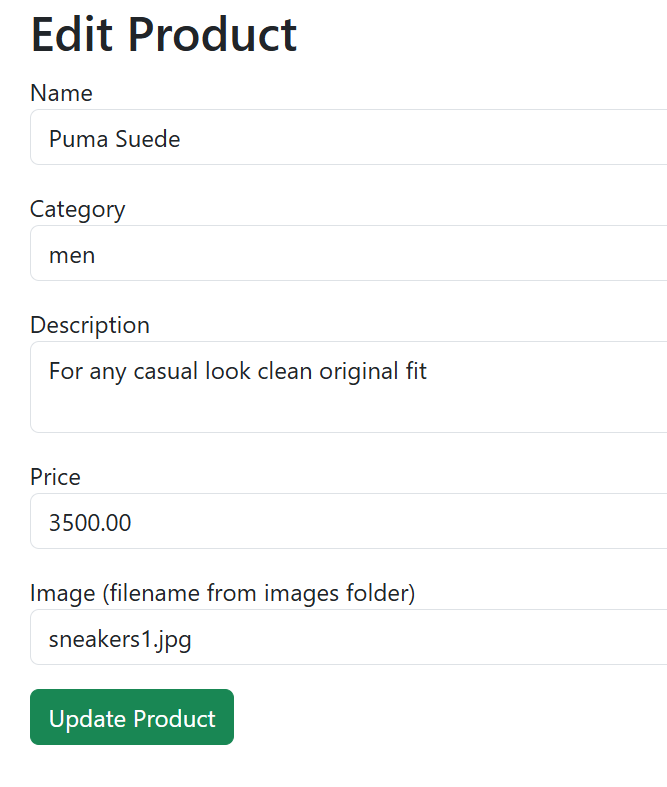 Edit Product
Name
Puma Suede
Category
men
Description
For any casual look clean original fit
Price
3500.00
Image (filename from images folder)
sneakers1.jpg
Update Product